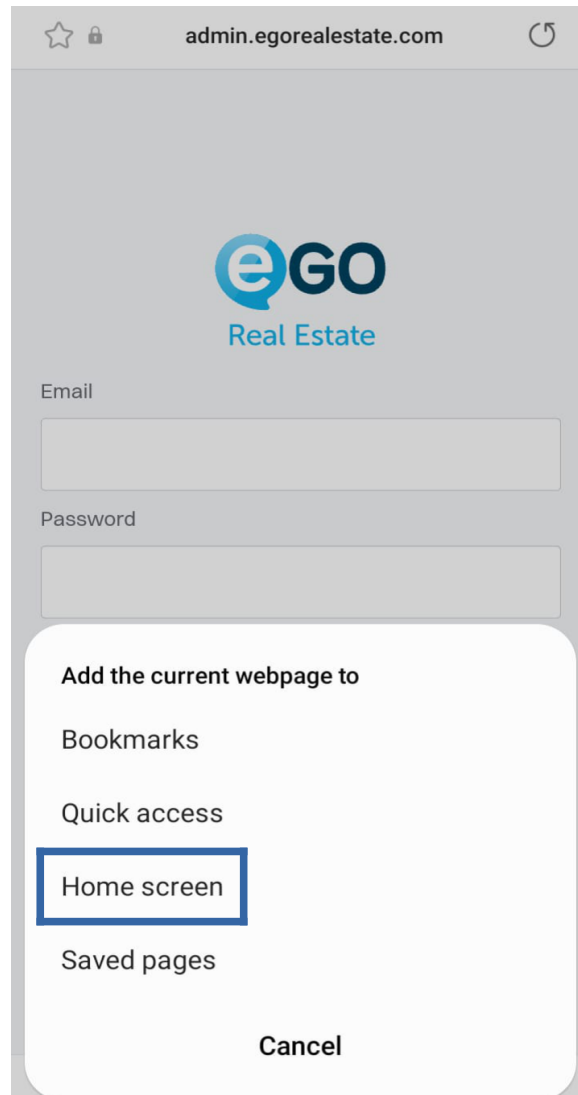 admin.egorealestate.com
eGO
Real Estate
Email
Password
Add the current webpage to
Bookmarks
Quick access
Home screen
Saved pages
Cancel